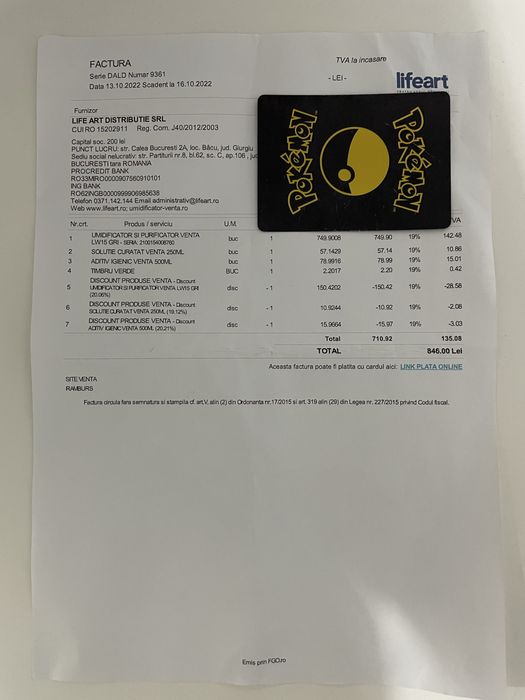 FACTURA
TVA la incasare
Serie DALD Numar 9361
- LEI -
lifeart
Data 13.10.2022 Scadent la 16.10.2022
Furnizor
LIFE ART DISTRIBUTIE SRL
CUI RO 15202911 Reg. Com. J40/2012/2003
Capital soc. 200 lei
PUNCT LUCRU: str. Calea Bucuresti 2A, loc. Băcu, jud. Giurgiu
Sediu social nelucrativ: str. Partiturii nr.8, bl.62, sc. C, ap.106 , jud
BUCURESTI tara ROMANIA
PROCREDIT BANK
RO33MIRO0000907560910101
ING BANK
RO62INGB0000999906985638
Telefon 0371.142.144 Email administrativ@lifeart.ro
Web www.lifeart.ro; umidificator-venta.ro
POKéMON
POKéMON
Nr.crt. Produs / serviciu U.M. TVA
1 UMIDIFICATOR SI PURIFICATOR VENTA LW15 GRI - SERIA: 2100154008760 buc 1 749.9008 749.90 19% 142.48
2 SOLUTIE CURATAT VENTA 250ML buc 1 57.1429 57.14 19% 10.86
3 ADITIV IGIENIC VENTA 500ML buc 1 78.9916 78.99 19% 15.01
4 TIMBRU VERDE BUC 1 2.2017 2.20 19% 0.42
5 DISCOUNT PRODUSE VENTA - Discount UMIDIFICATOR SI PURIFICATOR VENTA LW15 GRI (20.06%) disc - 1 150.4202 -150.42 19% -28.58
6 DISCOUNT PRODUSE VENTA - Discount SOLUTIE CURATAT VENTA 250ML (19.12%) disc - 1 10.9244 -10.92 19% -2.08
7 DISCOUNT PRODUSE VENTA - Discount ADITIV IGIENIC VENTA 500ML (20.21%) disc - 1 15.9664 -15.97 19% -3.03
Total 710.92 135.08
TOTAL 846.00 Lei
Aceasta factura poate fi platita cu cardul aici: LINK PLATA ONLINE
SITE VENTA
RAMBURS
Factura circula fara semnatura si stampila cf. art.V, alin (2) din Ordonanta nr.17/2015 si art. 319 alin (29) din Legea nr. 227/2015 privind Codul fiscal.
Emis prin FGO.ro